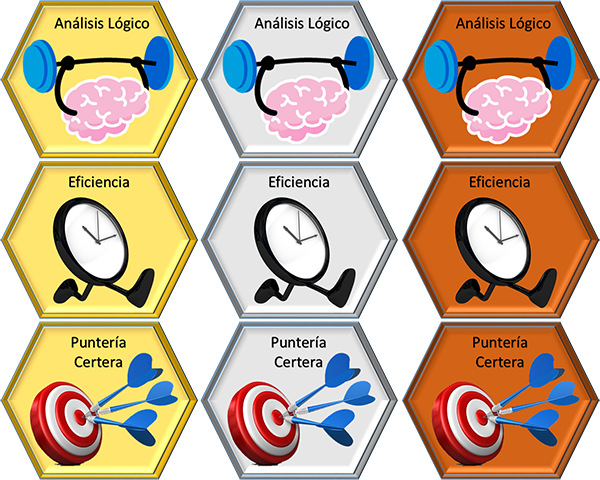 Análisis Lógico
Análisis Lógico
Análisis Lógico
Eficiencia
Eficiencia
Eficiencia
Puntería
Certera
Puntería
Certera
Puntería
Certera